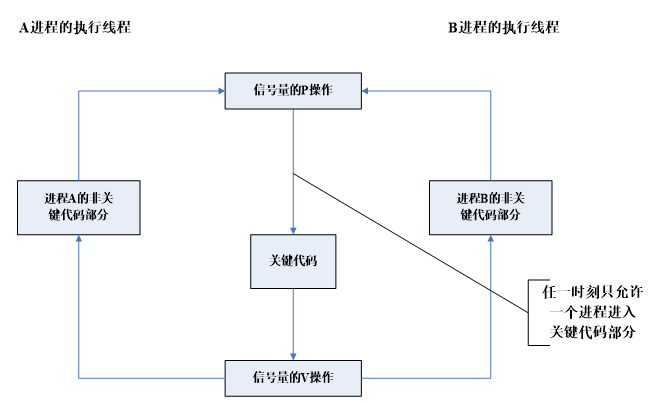 A进程的执行线程
B进程的执行线程
信号量的P操作
进程A的非关
键代码部分
进程B的非关
键代码部分
关键代码
任一时刻只允许
一个进程进入
关键代码部分
信号量的V操作